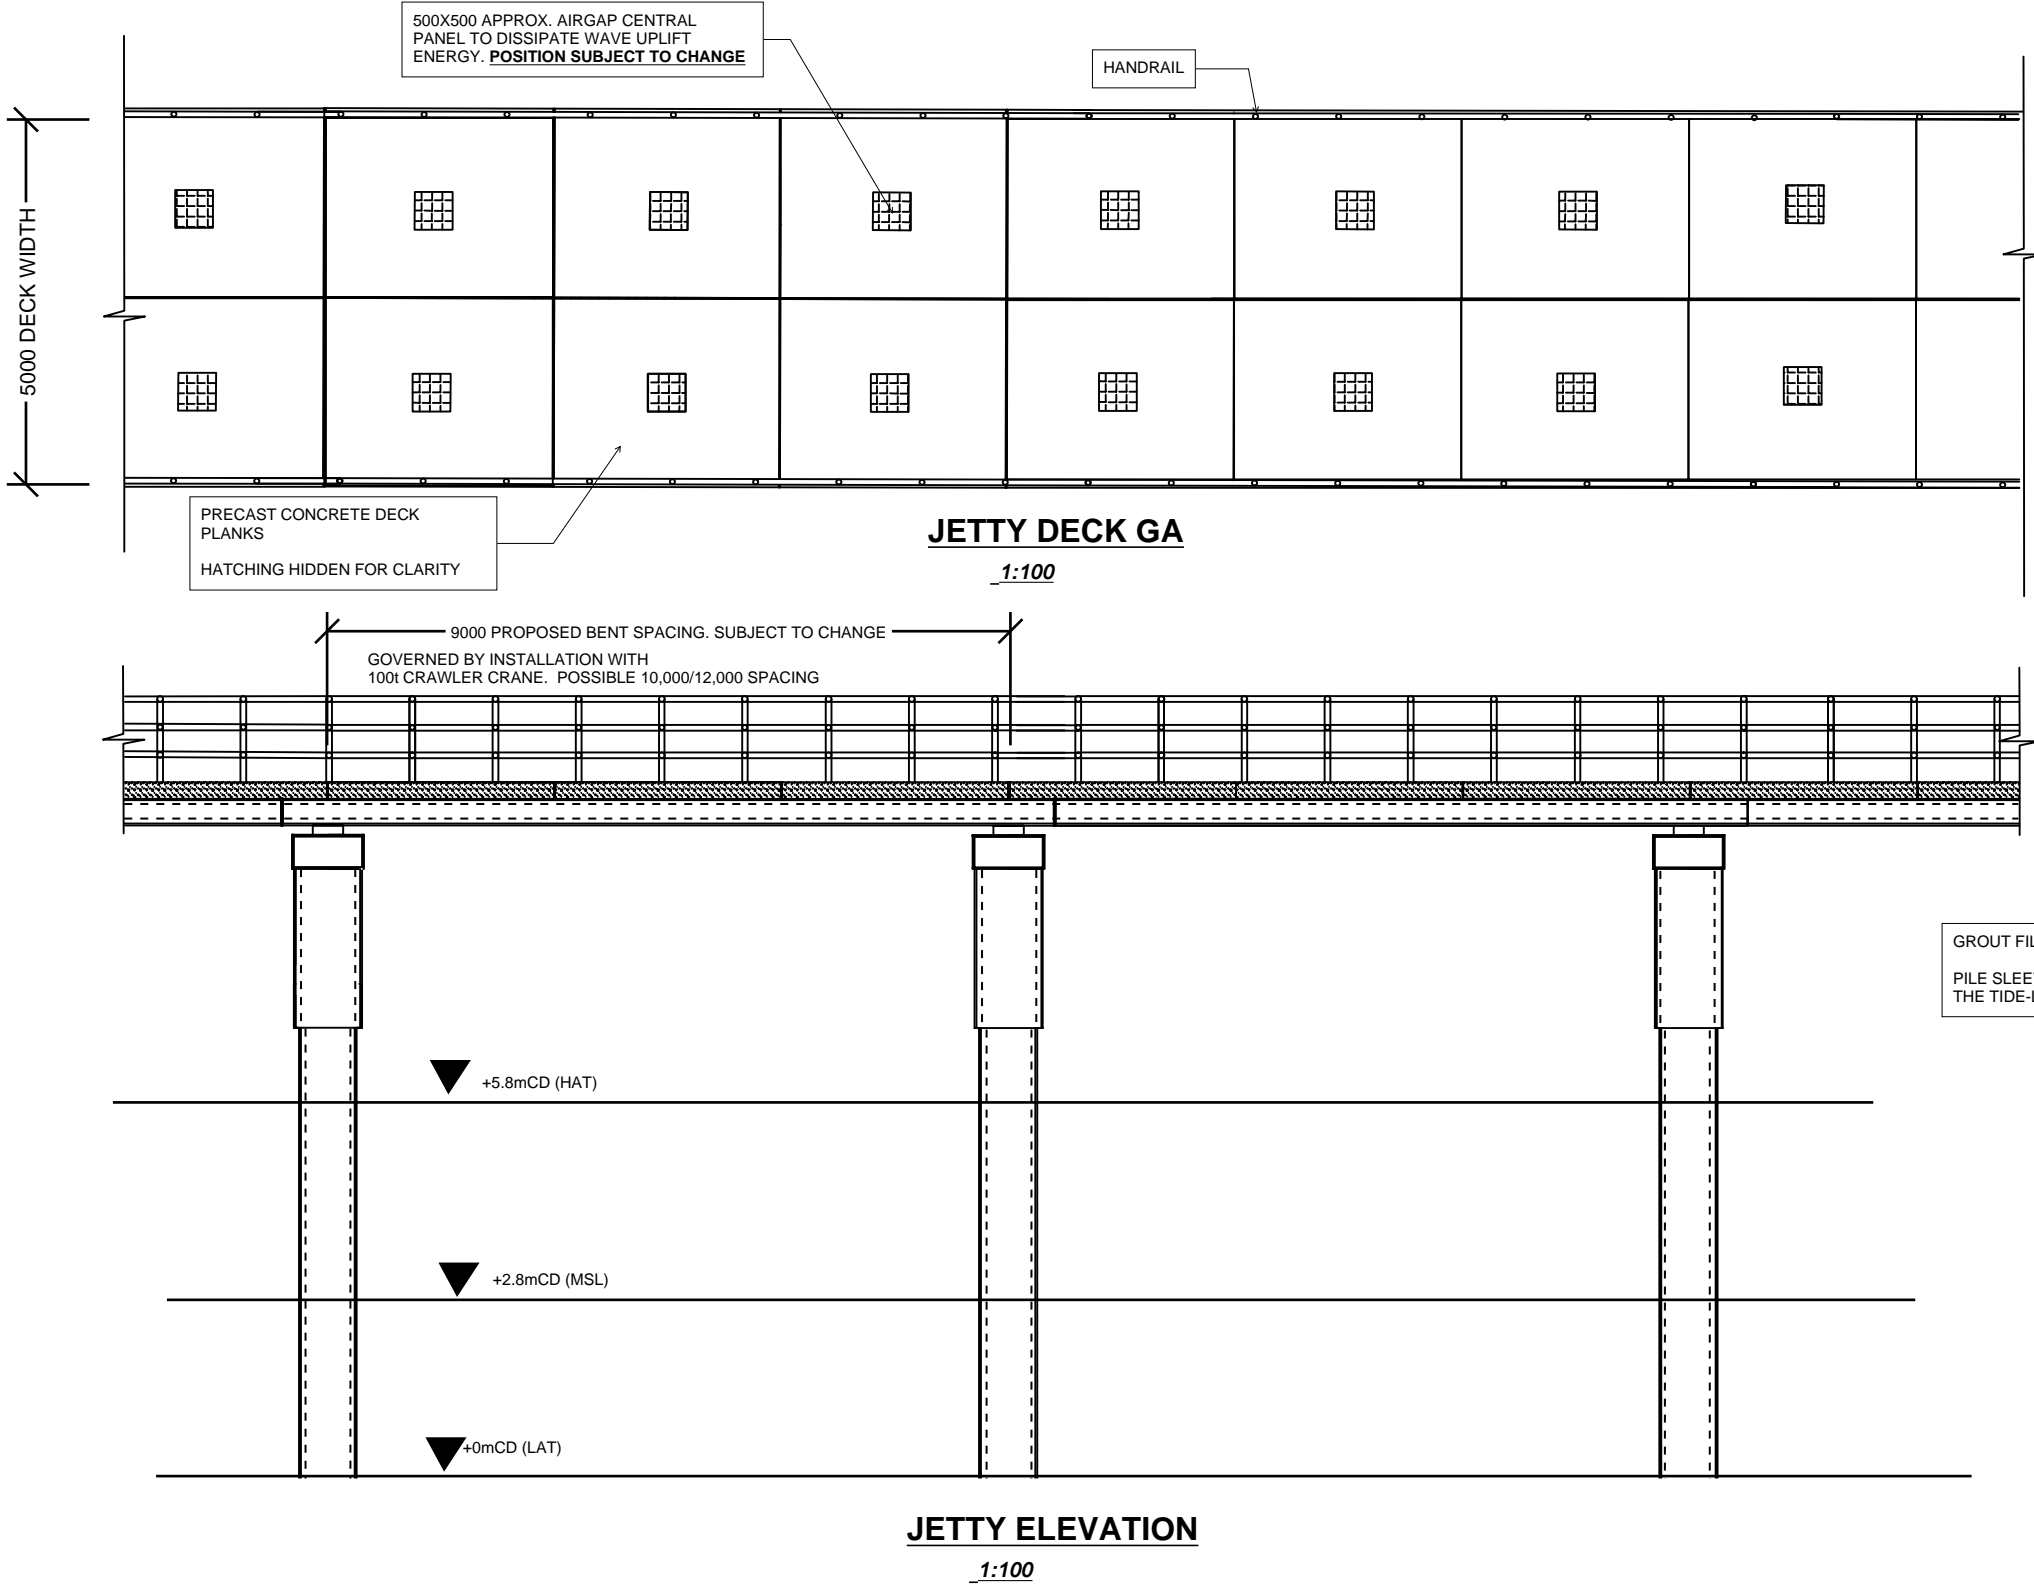 500X500 APPROX. AIRGAP CENTRAL
PANEL TO DISSIPATE WAVE UPLIFT
ENERGY. POSITION SUBJECT TO CHANGE
HANDRAIL
5000 DECK WIDTH
PRECAST CONCRETE DECK
PLANKS
HATCHING HIDDEN FOR CLARITY
JETTY DECK GA
1:100
9000 PROPOSED BENT SPACING. SUBJECT TO CHANGE
GOVERNED BY INSTALLATION WITH
100t CRAWLER CRANE. POSSIBLE 10,000/12,000 SPACING
GROUT
PILE
THE
+5.8mCD (HAT)
+2.8mCD (MSL)
+0mCD (LAT)
JETTY ELEVATION
1:100